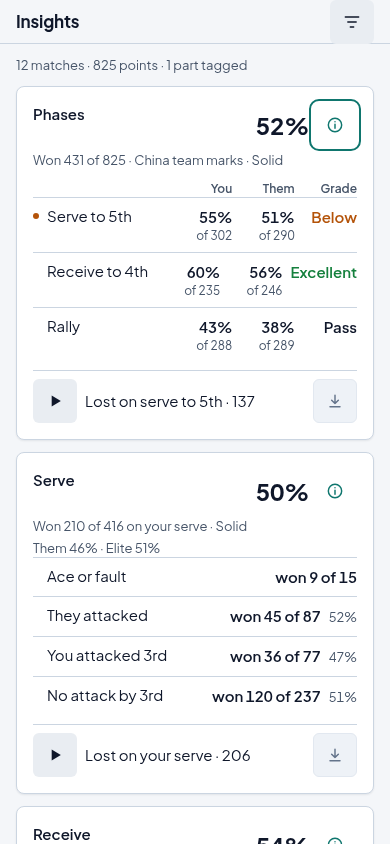 Insights
12 matches · 825 points · 1 part tagged
Phases
52%
Won 431 of 825 · China team marks · Solid
You Them Grade
Serve to 5th 55% 51% Below
of 302 of 290
Receive to 4th 60% 56% Excellent
of 235 of 246
Rally 43% 38% Pass
of 288 of 289
Lost on serve to 5th · 137
Serve
50%
Won 210 of 416 on your serve · Solid
Them 46% · Elite 51%
Ace or fault won 9 of 15
They attacked won 45 of 87 52%
You attacked 3rd won 36 of 77 47%
No attack by 3rd won 120 of 237 51%
Lost on your serve · 206
Receive
54%